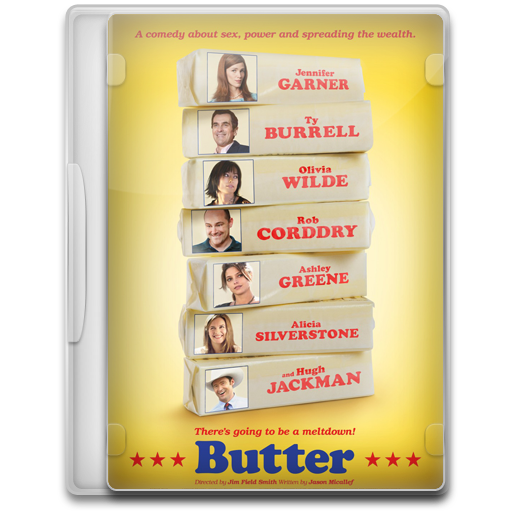 A comedy about sex, power and spreading the wealth.
Jennifer
GARNER
Ty
BURRELL
Olivia
WILDE
Rob
CORDDRY
Ashley
GREENE
Alicia
SILVERSTONE
and Hugh
JACKMAN
There's going to be a meltdown!
Butter
Directed by Jim Field Smith Written by Jason Micallef